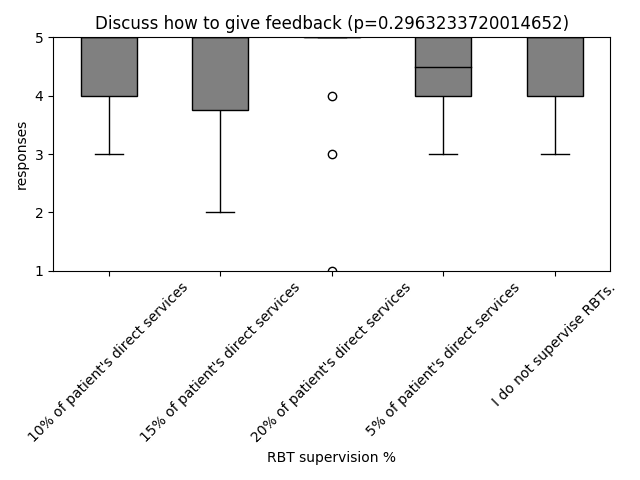 Discuss how to give feedback (p=0.2963233720014652)
5
4
3
2
1
responses
10% of patient's direct services
15% of patient's direct services
20% of patient's direct services
5% of patient's direct services
I do not supervise RBTs.
RBT supervision %